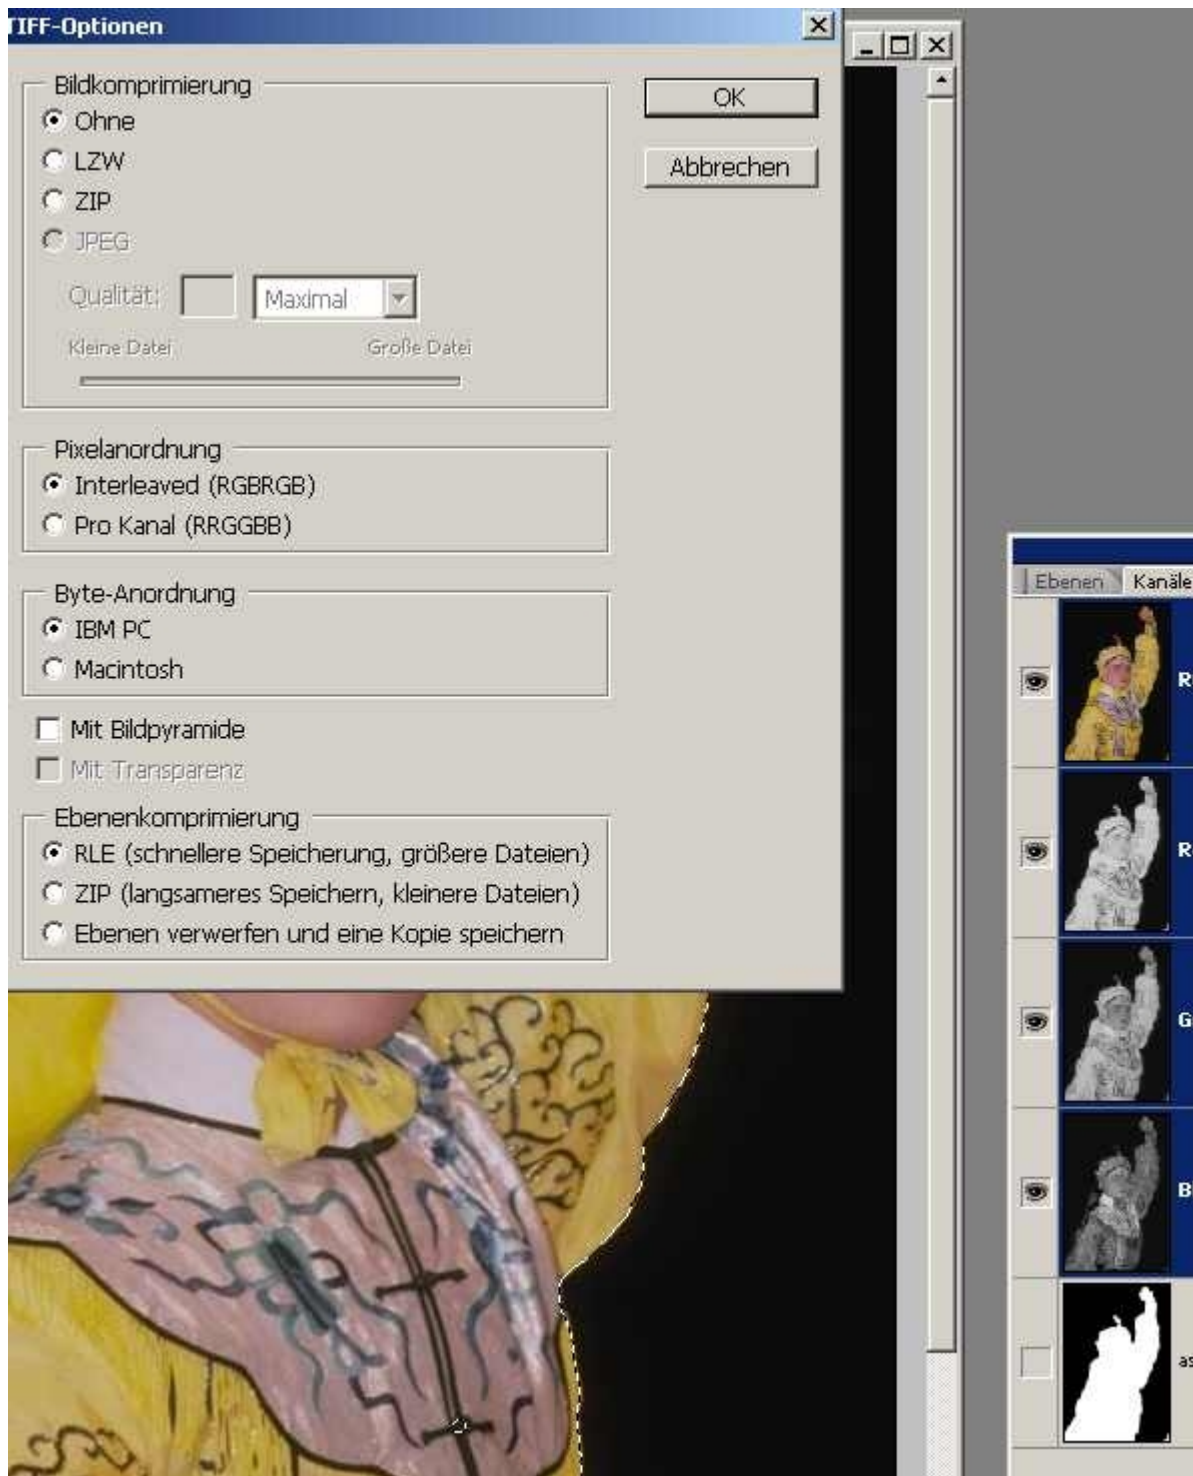 TIFF-Optionen
Bildkomprimierung
Ohne
LZW
ZIP
JPEG
Qualität:
Maximal
Kleine Datei
Große Datei
OK
Abbrechen
Pixelanordnung
Interleaved (RGBRGB)
Pro Kanal (RRGGBB)
Byte-Anordnung
IBM PC
Macintosh
Mit Bildpyramide
Mit Transparenz
Ebenenkomprimierung
RLE (schnellere Speicherung, größere Dateien)
ZIP (langsameres Speichern, kleinere Dateien)
Ebenen verwerfen und eine Kopie speichern
Ebenen
Kanäle
R
R
G
B
as